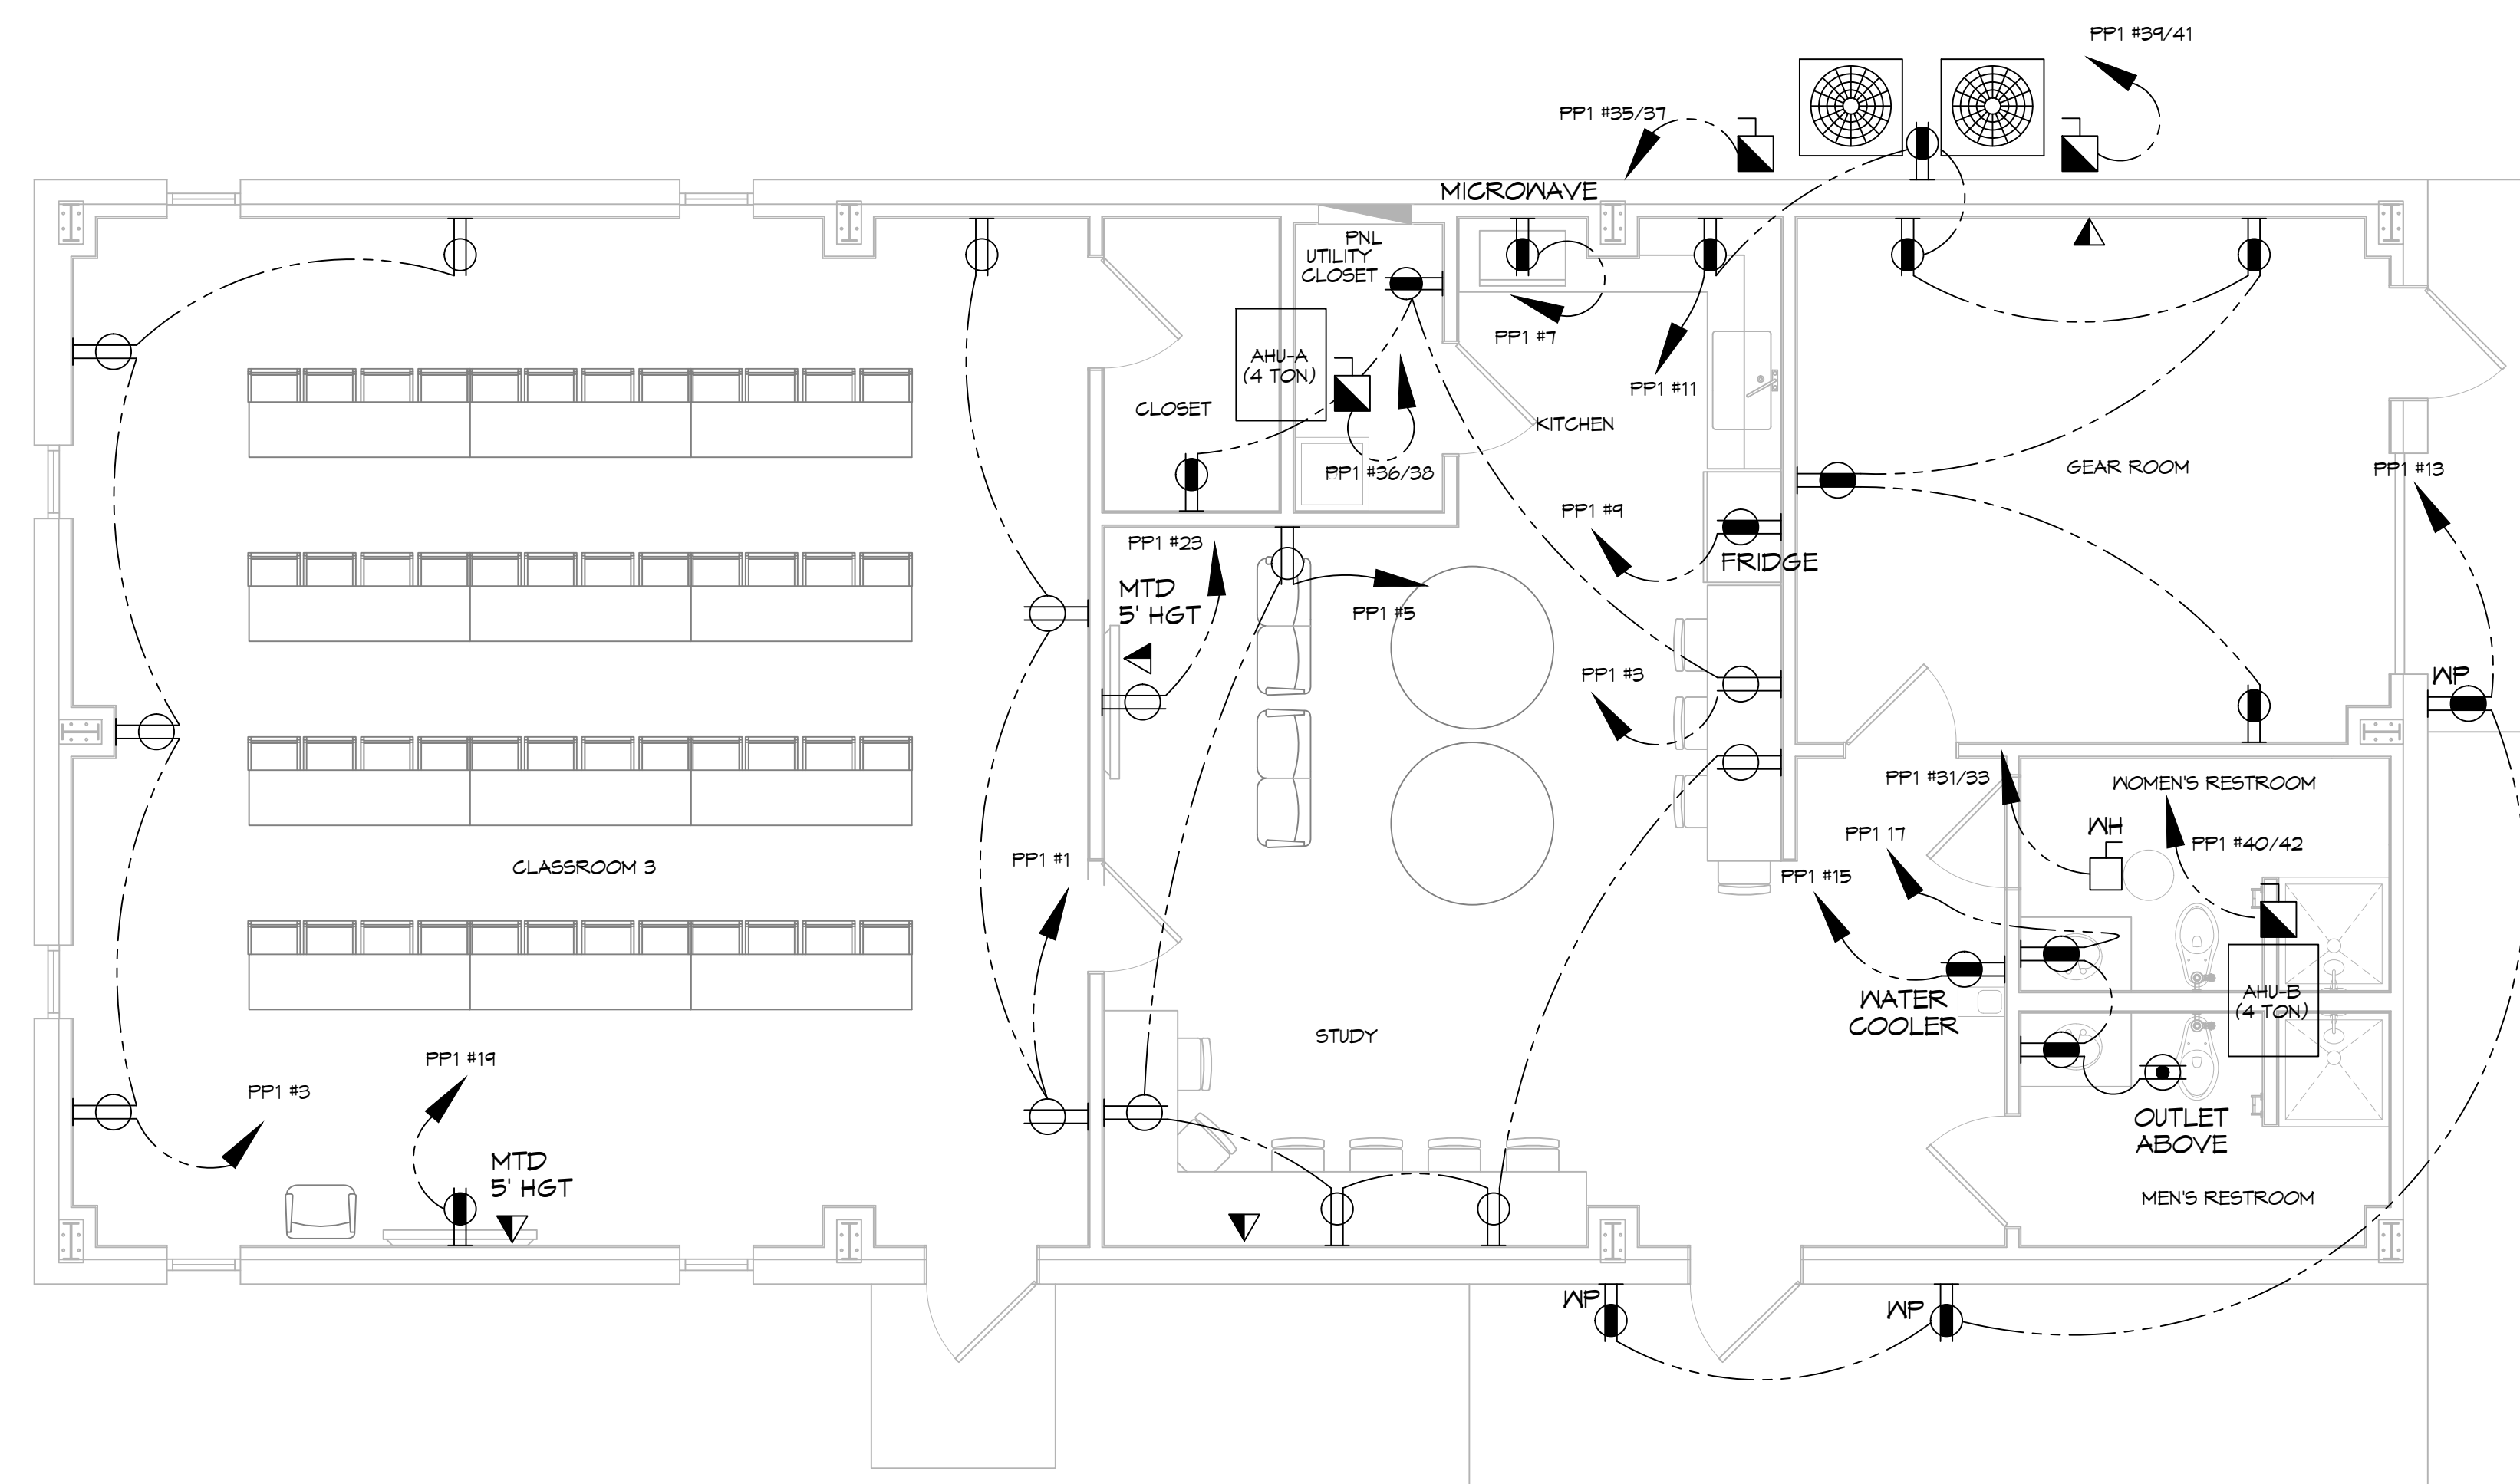 PP1 #39/41
PP1 #35/37
MICROWAVE
PNL
UTILITY
CLOSET
PP1 #7
AHU-A
(4 TON)
PP1 #11
CLOSET
KITCHEN
PP1 #36/38
GEAR ROOM
PP1 #13
PP1 #9
PP1 #23
FRIDGE
MTD
5' HGT
PP1 #5
PP1 #3
WP
PP1 #31/33
WOMEN'S RESTROOM
WH
PP1 17
PP1 #40/42
PP1 #1
CLASSROOM 3
PP1 #15
AHU-B
(4 TON)
WATER
COOLER
STUDY
PP1 #19
PP1 #3
OUTLET
ABOVE
MTD
5' HGT
MEN'S RESTROOM
WP
WP